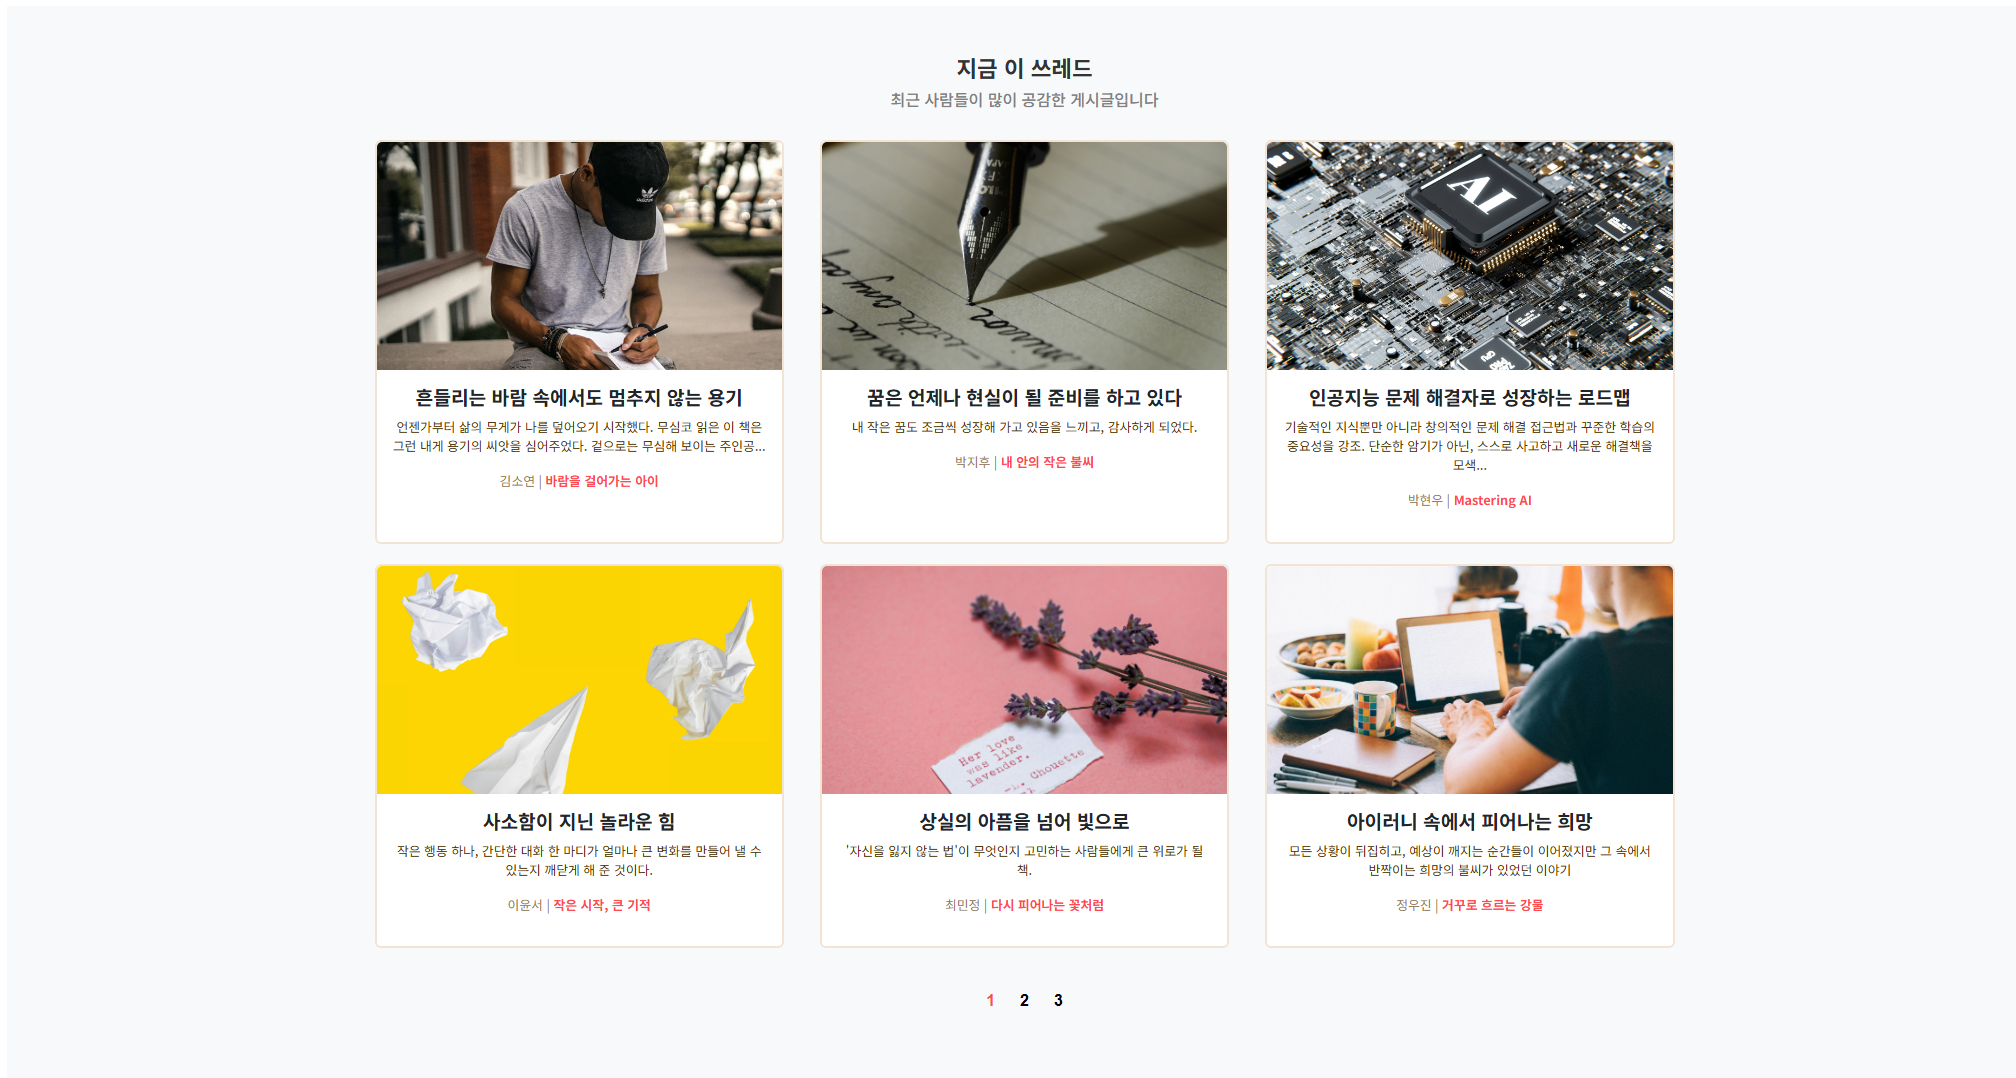 지금 이 쓰레드
최근 사람들이 많이 공감한 게시글입니다
AI
흔들리는 바람 속에서도 멈추지 않는 용기
언젠가부터 삶의 무게가 나를 덮어오기 시작했다. 무심코 읽은 이 책은
그런 내게 용기의 씨앗을 심어주었다. 겉으로는 무심해 보이는 주인공...
김소연 | 바람을 걸어가는 아이
꿈은 언제나 현실이 될 준비를 하고 있다
내 작은 꿈도 조금씩 성장해 가고 있음을 느끼고, 감사하게 되었다.
박지후 | 내 안의 작은 불씨
인공지능 문제 해결자로 성장하는 로드맵
기술적인 지식뿐만 아니라 창의적인 문제 해결 접근법과 꾸준한 학습의
중요성을 강조. 단순한 암기가 아닌, 스스로 사고하고 새로운 해결책을
모색...
박현우 | Mastering AI
Her love
was like
lavender.
Chouette
사소함이 지닌 놀라운 힘
작은 행동 하나, 간단한 대화 한 마디가 얼마나 큰 변화를 만들어 낼 수
있는지 깨닫게 해 준 것이다.
이윤서 | 작은 시작, 큰 기적
상실의 아픔을 넘어 빛으로
'자신을 잃지 않는 법'이 무엇인지 고민하는 사람들에게 큰 위로가 될
책.
최민정 | 다시 피어나는 꽃처럼
아이러니 속에서 피어나는 희망
모든 상황이 뒤집히고, 예상이 깨지는 순간들이 이어졌지만 그 속에서
반짝이는 희망의 불씨가 있었던 이야기
정우진 | 거꾸로 흐르는 강물
1 2 3